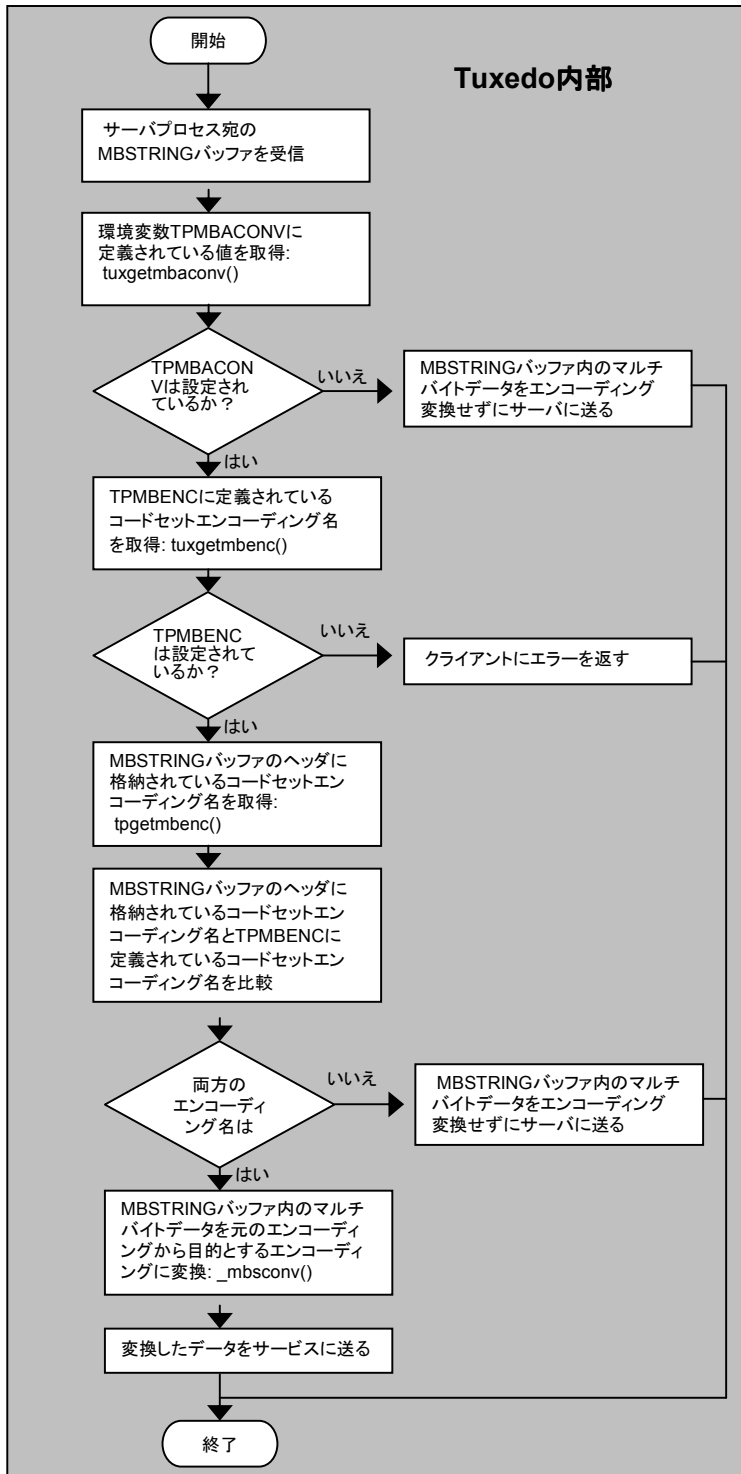 開始
Tuxedo内部
サーバプロセス宛の
MBSTRINGバッファを受信
環境変数TPMBACONVに
定義されている値を取得:
tuxgetmbaconv()
TPMBACON
Vは設定され
ているか？
いいえ
MBSTRINGバッファ内のマルチ
バイトデータをエンコーディング
変換せずにサーバに送る
はい
TPMBENCに定義されている
コードセットエンコーディング名
を取得: tuxgetmbenc()
TPMBENC
は設定されて
いるか？
いいえ
クライアントにエラーを返す
はい
MBSTRINGバッファのヘッダに
格納されているコードセットエン
コーディング名を取得:
tpgetmbenc()
MBSTRINGバッファのヘッダに
格納されているコードセットエン
コーディング名とTPMBENCに
定義されているコードセットエン
コーディング名を比較
両方の
エンコーディ
ング名は
いいえ
MBSTRINGバッファ内のマルチ
バイトデータをエンコーディング
変換せずにサーバに送る
はい
MBSTRINGバッファ内のマルチ
バイトデータを元のエンコーディ
ングから目的とするエンコーディ
ングに変換: _mbsconv()
変換したデータをサービスに送る
終了